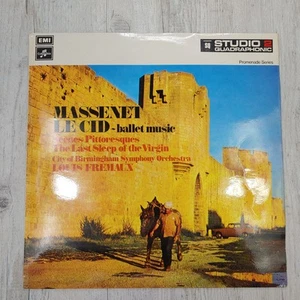 EMI
STUDIO 2
QUADRAPHONIC
Promenade Series
MASSENET
LE CID - ballet music
Scènes Pittoresques
The Last Sleep of the Virgin
City of Birmingham Symphony Orchestra
LOUIS FREMAUX